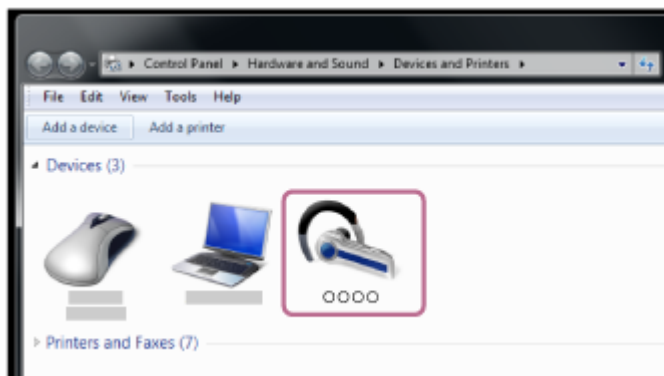 Control Panel ▸ Hardware and Sound ▸ Devices and Printers ▸
File Edit View Tools Help
Add a device Add a printer
Devices (3)
OOOO
Printers and Faxes (7)